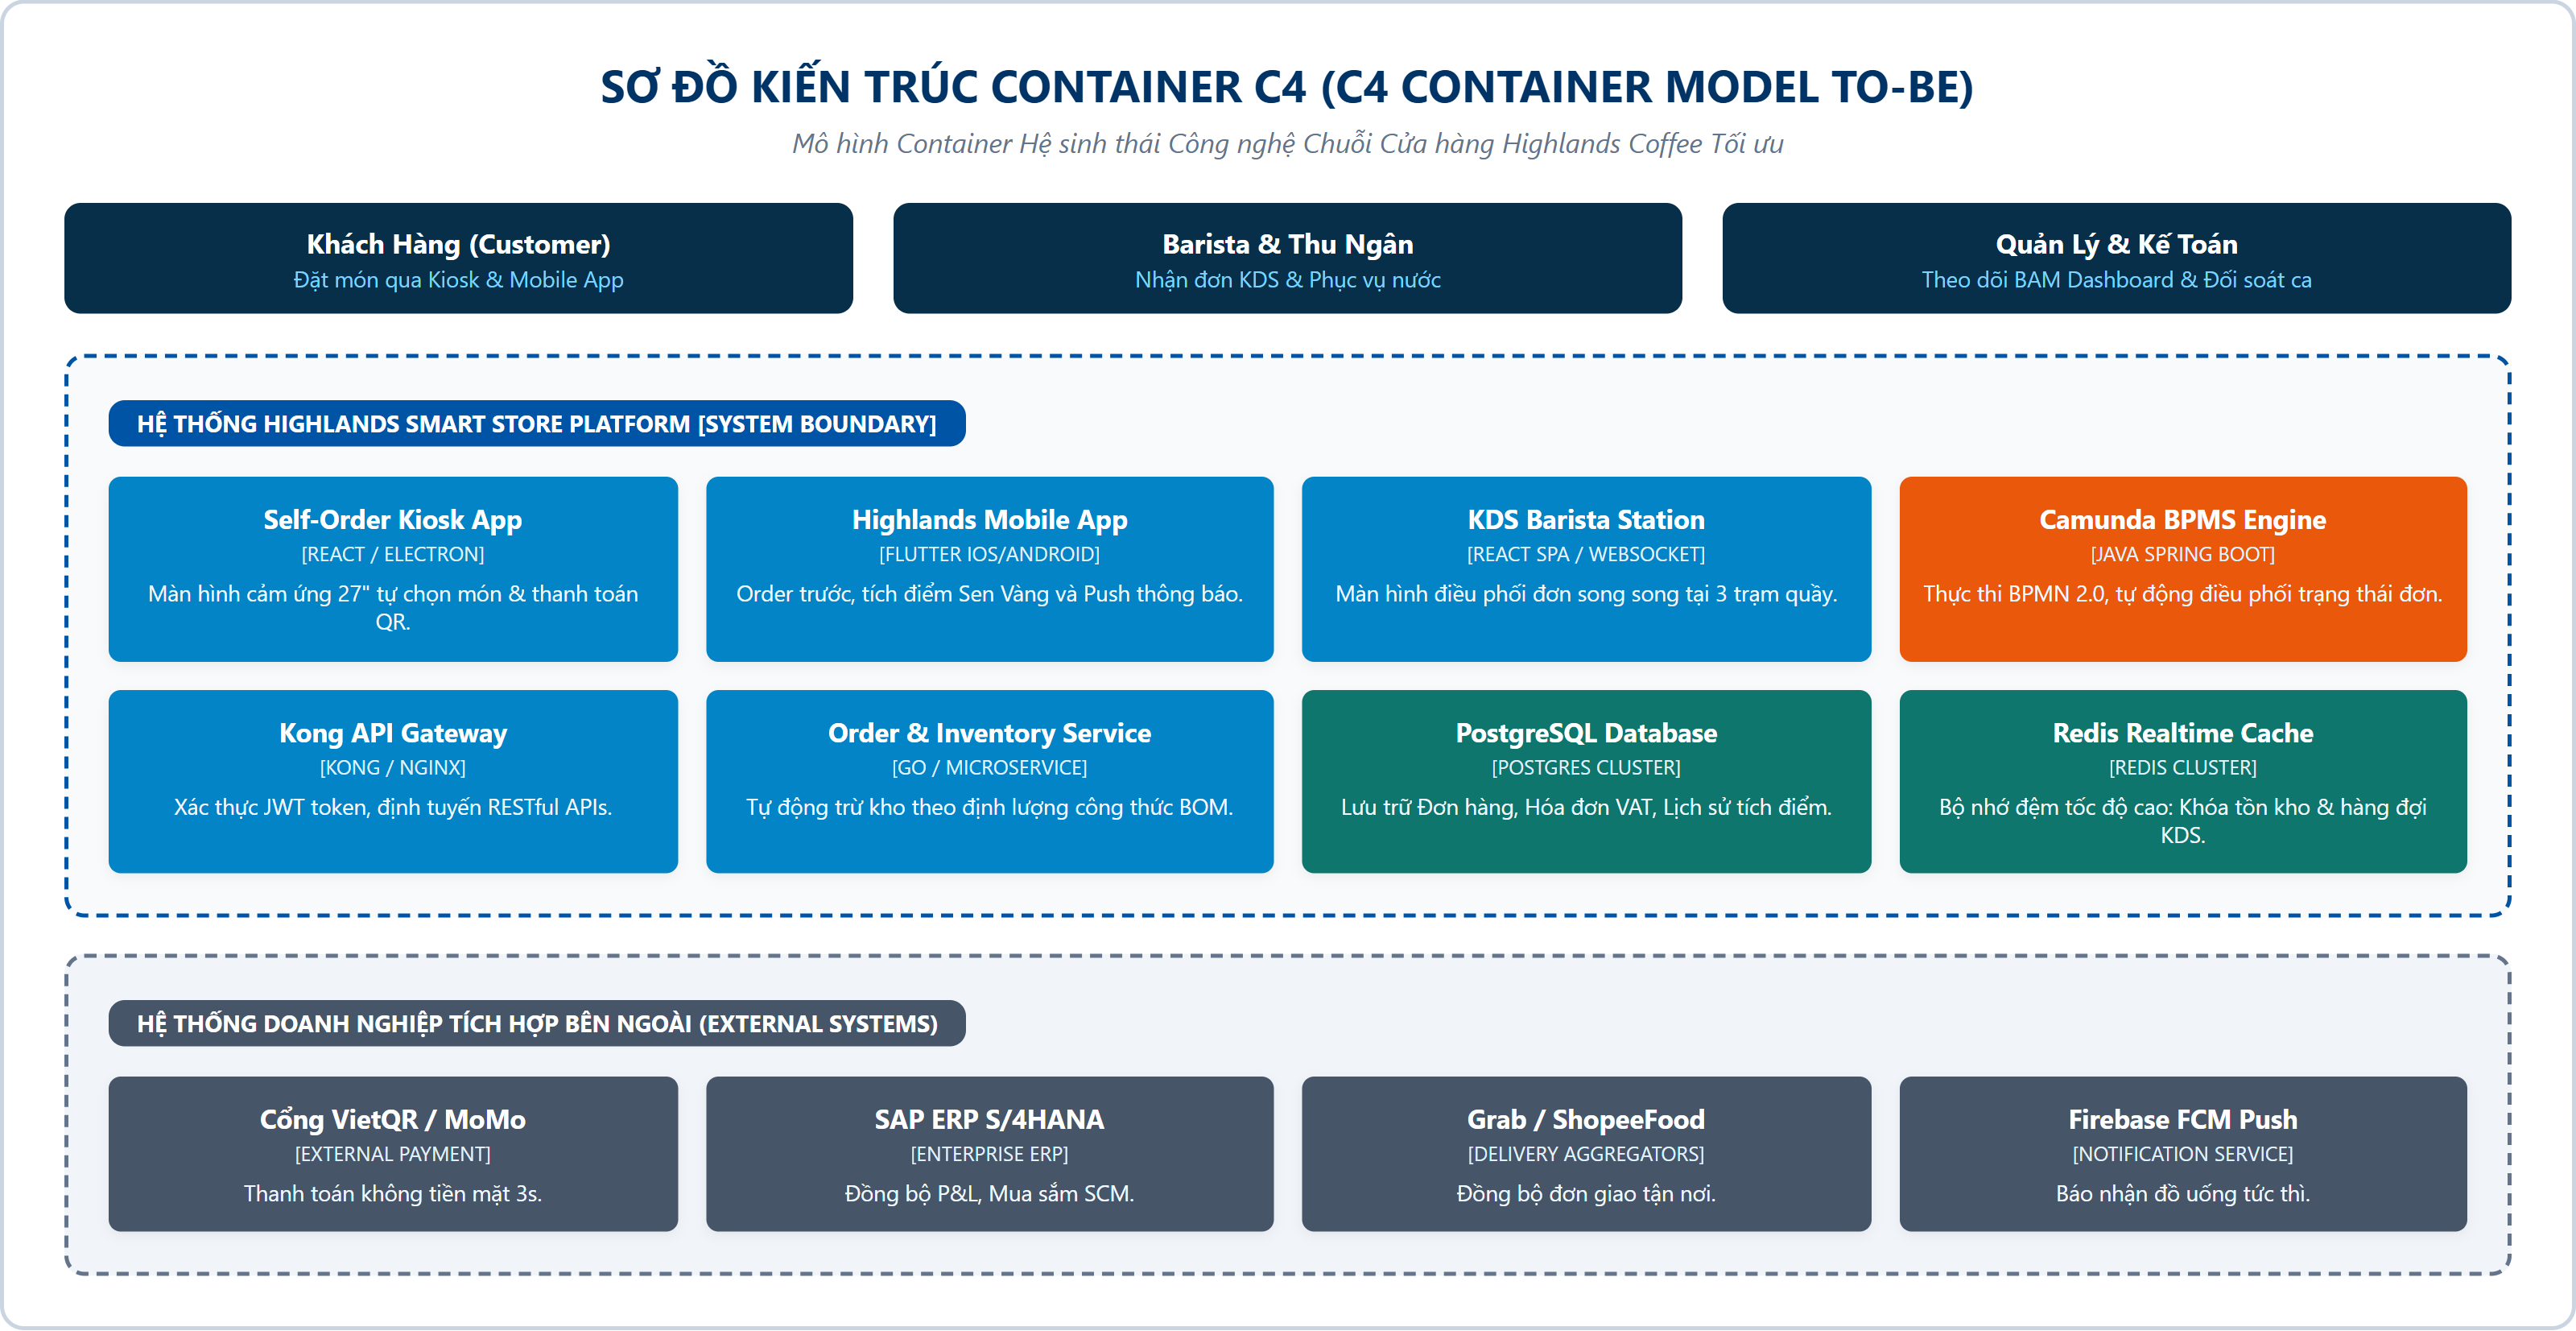 SƠ ĐỒ KIẾN TRÚC CONTAINER C4 (C4 CONTAINER MODEL TO-BE)
Mô hình Container Hệ sinh thái Công nghệ Chuỗi Cửa hàng Highlands Coffee Tối ưu
Khách Hàng (Customer)
Đặt món qua Kiosk & Mobile App
Barista & Thu Ngân
Nhận đơn KDS & Phục vụ nước
Quản Lý & Kế Toán
Theo dõi BAM Dashboard & Đối soát ca
HỆ THỐNG HIGHLANDS SMART STORE PLATFORM [SYSTEM BOUNDARY]
Self-Order Kiosk App
[REACT / ELECTRON]
Màn hình cảm ứng 27" tự chọn món & thanh toán
QR.
Highlands Mobile App
[FLUTTER IOS/ANDROID]
Order trước, tích điểm Sen Vàng và Push thông báo.
KDS Barista Station
[REACT SPA / WEBSOCKET]
Màn hình điều phối đơn song song tại 3 trạm quầy.
Camunda BPMS Engine
[JAVA SPRING BOOT]
Thực thi BPMN 2.0, tự động điều phối trạng thái đơn.
Kong API Gateway
[KONG / NGINX]
Xác thực JWT token, định tuyến RESTful APIs.
Order & Inventory Service
[GO / MICROSERVICE]
Tự động trừ kho theo định lượng công thức BOM.
PostgreSQL Database
[POSTGRES CLUSTER]
Lưu trữ Đơn hàng, Hóa đơn VAT, Lịch sử tích điểm.
Redis Realtime Cache
[REDIS CLUSTER]
Bộ nhớ đệm tốc độ cao: Khóa tồn kho & hàng đợi
KDS.
HỆ THỐNG DOANH NGHIỆP TÍCH HỢP BÊN NGOÀI (EXTERNAL SYSTEMS)
Cổng VietQR / MoMo
[EXTERNAL PAYMENT]
Thanh toán không tiền mặt 3s.
SAP ERP S/4HANA
[ENTERPRISE ERP]
Đồng bộ P&L, Mua sắm SCM.
Grab / ShopeeFood
[DELIVERY AGGREGATORS]
Đồng bộ đơn giao tận nơi.
Firebase FCM Push
[NOTIFICATION SERVICE]
Báo nhận đồ uống tức thì.